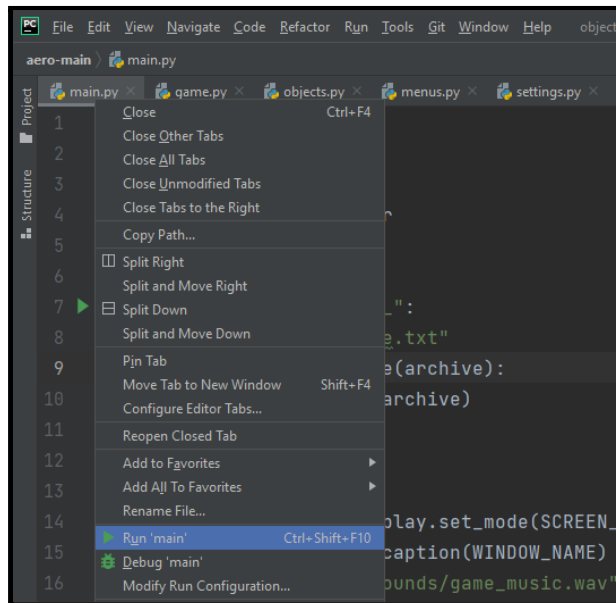 PC File Edit View Navigate Code Refactor Run Tools Git Window Help object
aero-main main.py
main.py game.py objects.py menus.py settings.py
Project
Structure
1
2
3
4 r
5
6
7 _":
8 e.txt"
9 e(archive):
10 archive)
11
12
13
14 play.set_mode(SCREEN_
15 caption(WINDOW_NAME)
16 ounds/game_music.wav"
Close Ctrl+F4
Close Other Tabs
Close All Tabs
Close Unmodified Tabs
Close Tabs to the Right
Copy Path...
Split Right
Split and Move Right
Split Down
Split and Move Down
Pin Tab
Move Tab to New Window Shift+F4
Configure Editor Tabs...
Reopen Closed Tab
Add to Favorites
Add All To Favorites
Rename File...
Run 'main' Ctrl+Shift+F10
Debug 'main'
Modify Run Configuration...